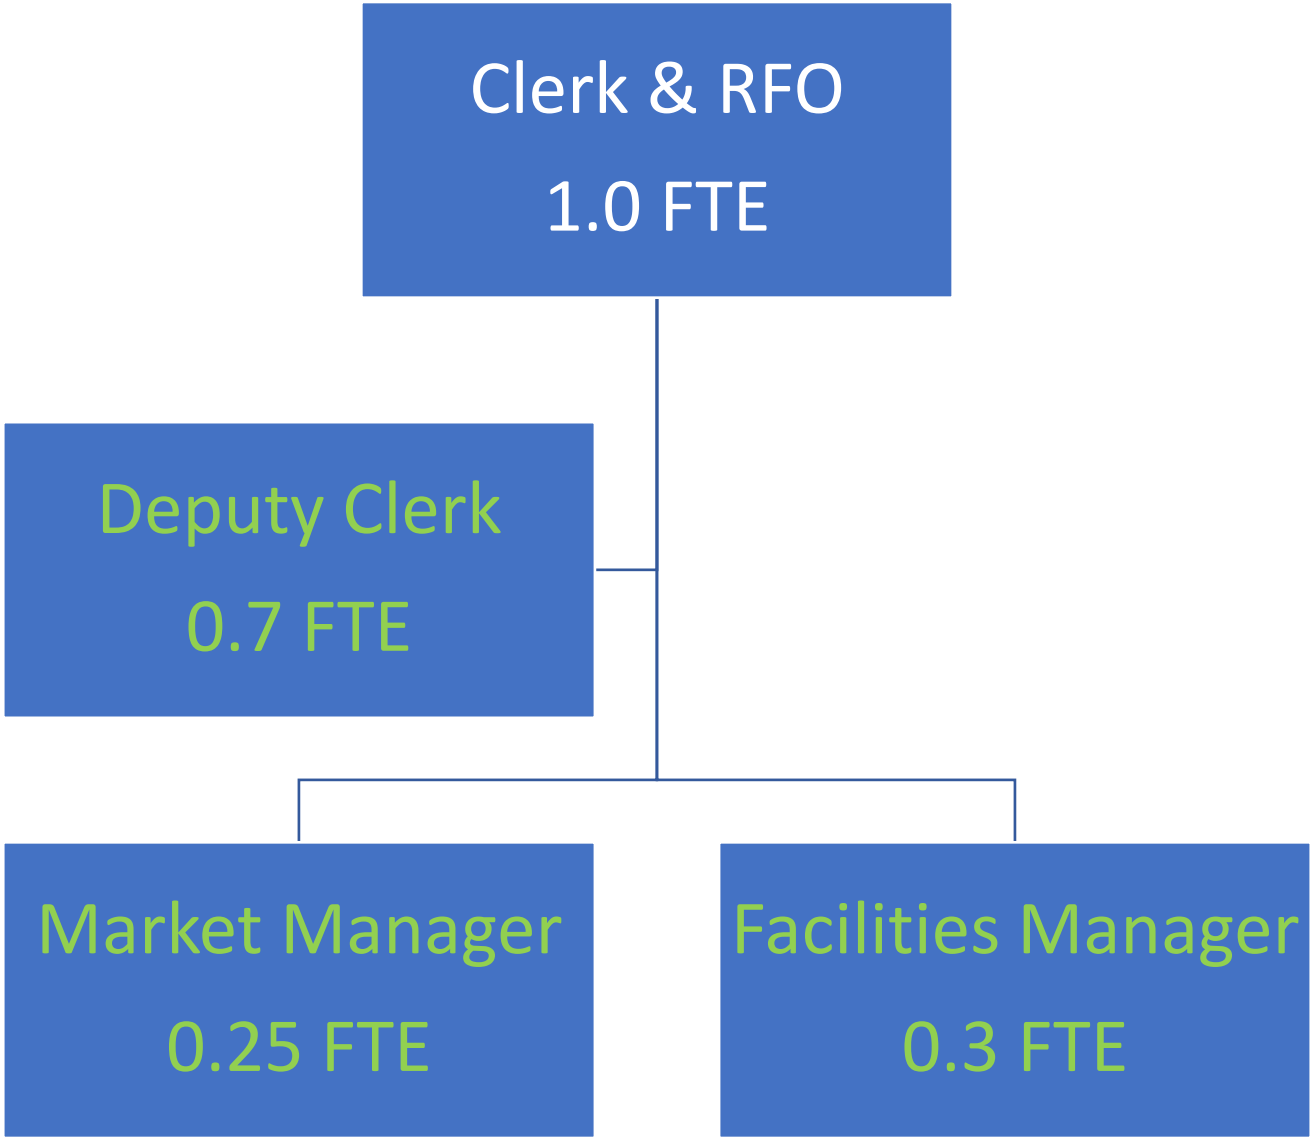 Clerk & RFO
1.0 FTE
Deputy Clerk
0.7 FTE
Market Manager
0.25 FTE
Facilities Manager
0.3 FTE